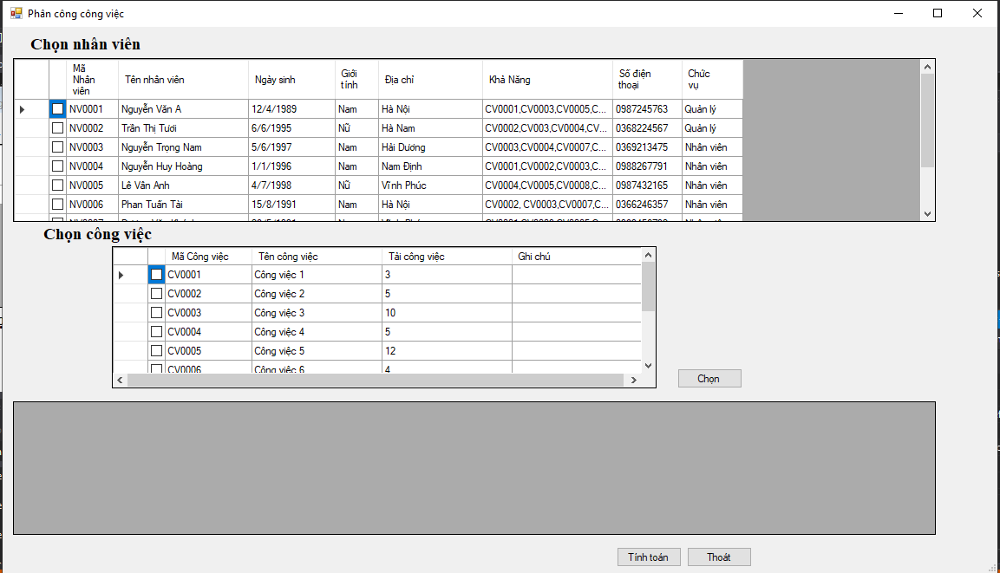 Phân công công việc
Chọn nhân viên
Mã Nhân viên Tên nhân viên Ngày sinh Giới tính Địa chỉ Khả Năng Số điện thoại Chức vụ
NV0001 Nguyễn Văn A 12/4/1989 Nam Hà Nội CV0001,CV0003,CV0005,C... 0987245763 Quản lý
NV0002 Trần Thị Tươi 6/6/1995 Nữ Hà Nam CV0002,CV003,CV0004,CV... 0368224567 Quản lý
NV0003 Nguyễn Trọng Nam 5/6/1997 Nam Hải Dương CV0003,CV0004,CV0007,C... 0369213475 Nhân viên
NV0004 Nguyễn Huy Hoàng 1/1/1996 Nam Nam Định CV0001,CV0002,CV0003,C... 0988267791 Nhân viên
NV0005 Lê Vân Anh 4/7/1998 Nữ Vĩnh Phúc CV0004,CV0005,CV0008,C... 0987432165 Nhân viên
NV0006 Phan Tuấn Tài 15/8/1991 Nam Hà Nội CV0002, CV0003,CV0007,C... 0366246357 Nhân viên
Chọn công việc
Mã Công việc Tên công việc Tải công việc Ghi chú
CV0001 Công việc 1 3
CV0002 Công việc 2 5
CV0003 Công việc 3 10
CV0004 Công việc 4 5
CV0005 Công việc 5 12
CV0006 Công việc 6 4
Chọn
Tính toán Thoát